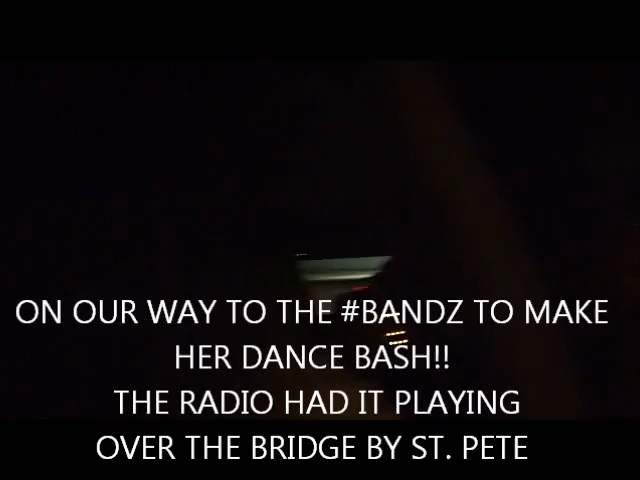 ON OUR WAY TO THE #BANDZ TO MAKE
HER DANCE BASH!!
THE RADIO HAD IT PLAYING
OVER THE BRIDGE BY ST. PETE